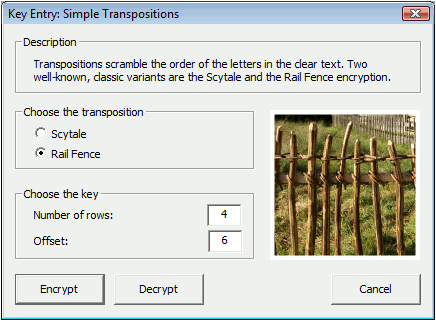 Key Entry: Simple Transpositions
Description
Transpositions scramble the order of the letters in the clear text. Two
well-known, classic variants are the Scytale and the Rail Fence encryption.
Choose the transposition
Scytale
Rail Fence
Choose the key
Number of rows: 4
Offset: 6
Encrypt Decrypt Cancel